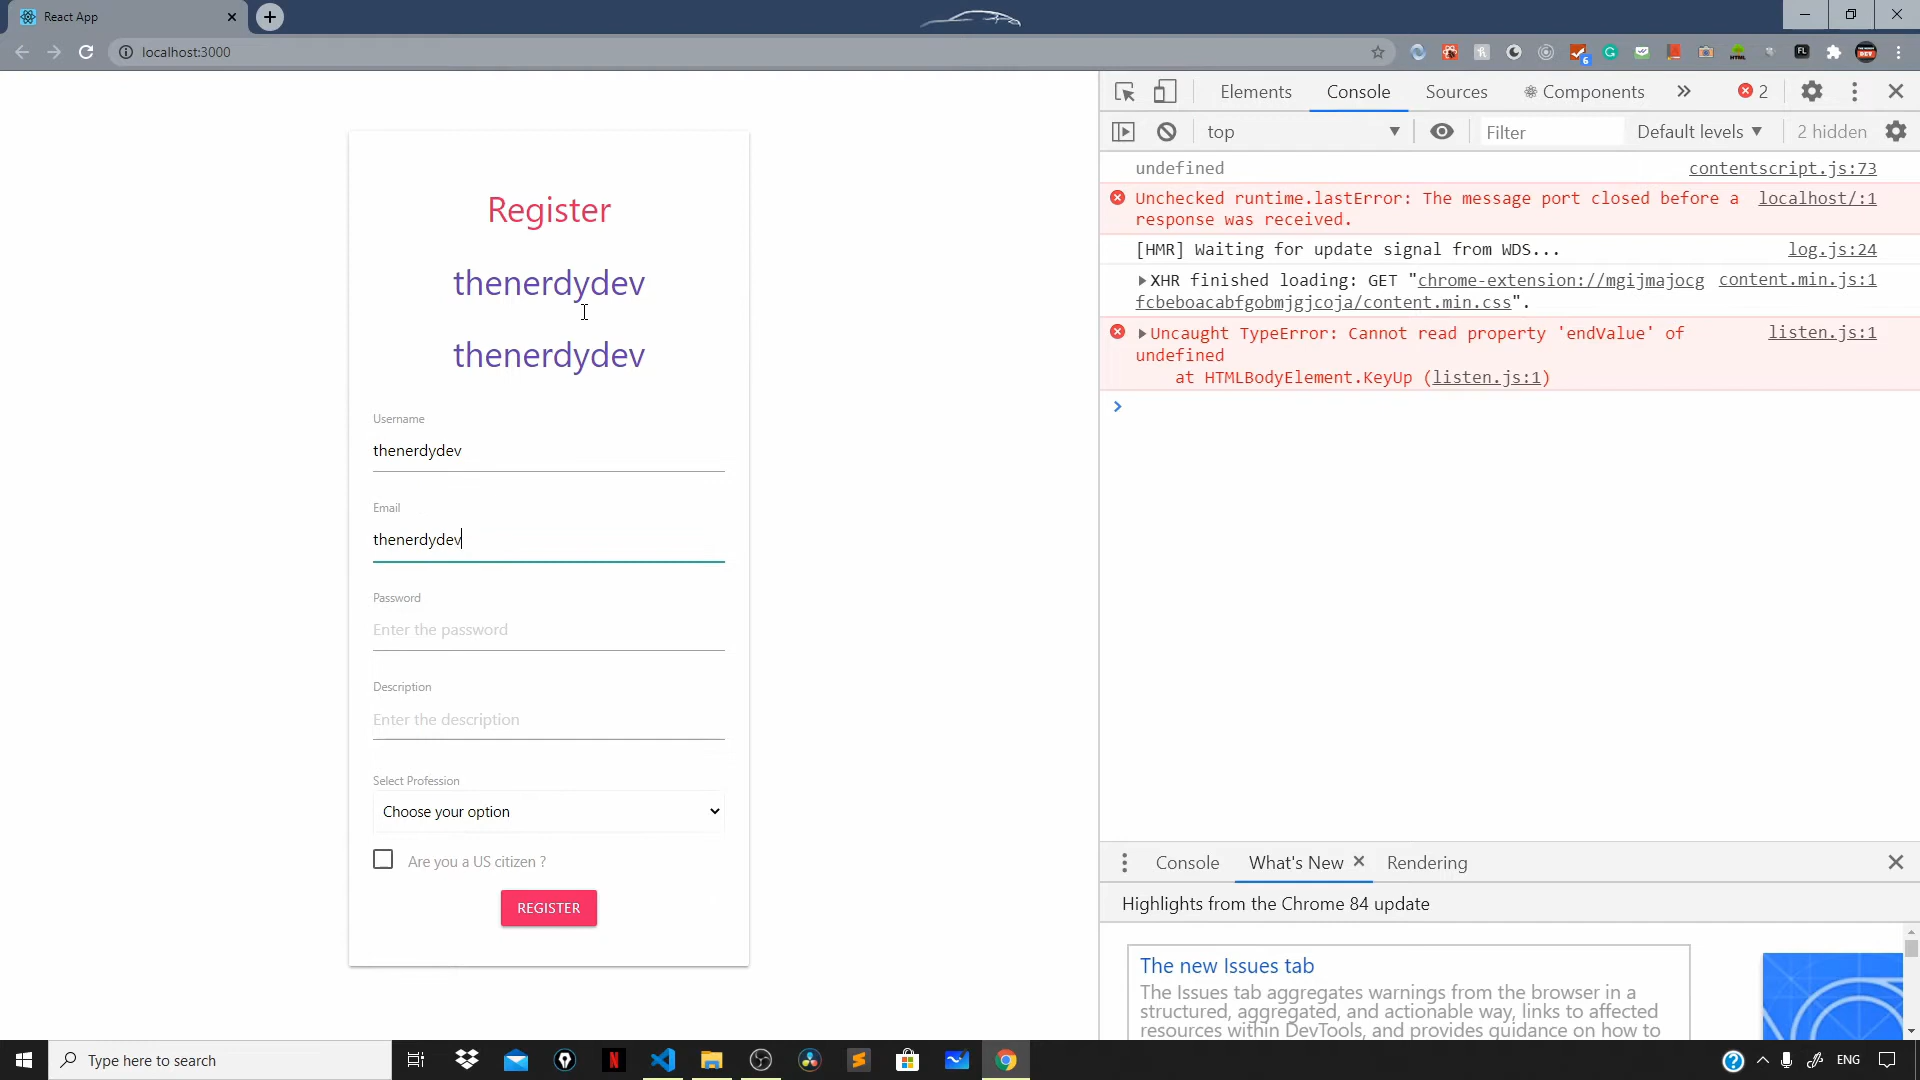 React App
localhost:3000
Elements
Console
Sources
Components
2
top
Filter
Default levels
2 hidden
undefined
contentscript.js:73
Unchecked runtime.lastError: The message port closed before a
localhost/:1
response was received.
[HMR] Waiting for update signal from WDS...
log.js:24
XHR finished loading: GET "chrome-extension://mgijmajocg
content.min.js:1
fcbeboacabfgobmjgjcoja/content.min.css".
Uncaught TypeError: Cannot read property 'endValue' of
listen.js:1
undefined
at HTMLBodyElement.KeyUp (listen.js:1)
Register
thenerdydev
thenerdydev
Username
thenerdydev
Email
thenerdydev
Password
Enter the password
Description
Enter the description
Select Profession
Choose your option
Are you a US citizen ?
REGISTER
Console
What's New
Rendering
Highlights from the Chrome 84 update
The new Issues tab
The Issues tab aggregates warnings from the browser in a
structured, aggregated, and actionable way, links to affected
resources within DevTools, and provides guidance on how to
Type here to search
ENG